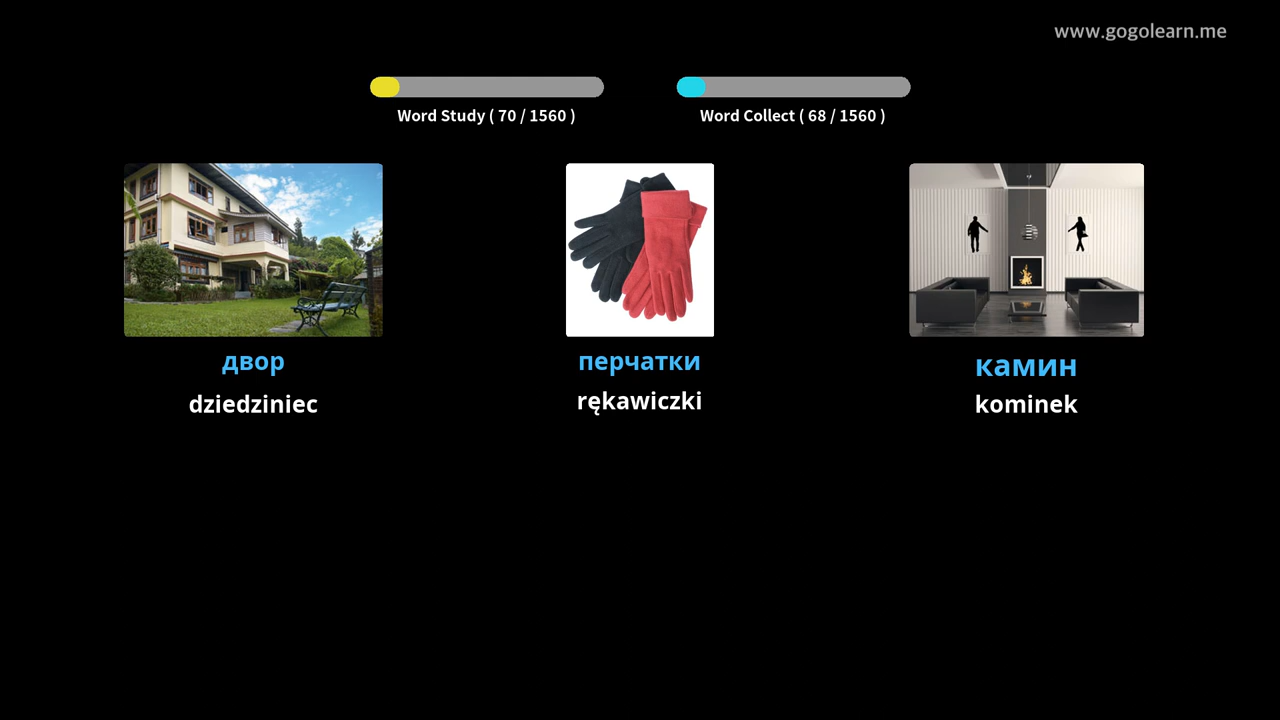 www.gogolearn.me
Word Study ( 70 / 1560 )
Word Collect ( 68 / 1560 )
двор
перчатки
камин
dziedziniec
rękawiczki
kominek